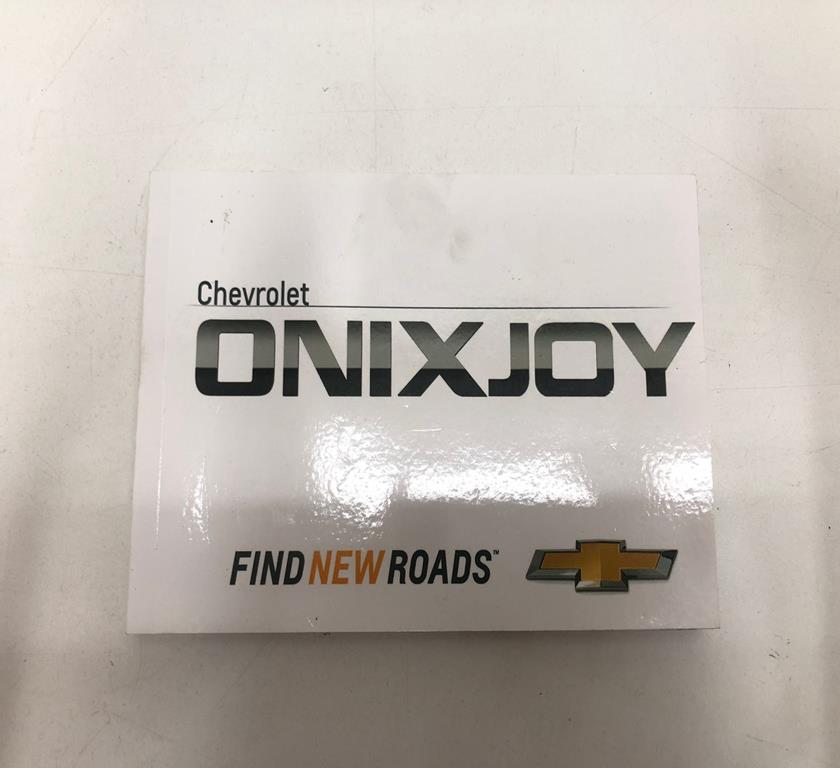 Chevrolet
ONIXJOY
FIND NEW ROADS™